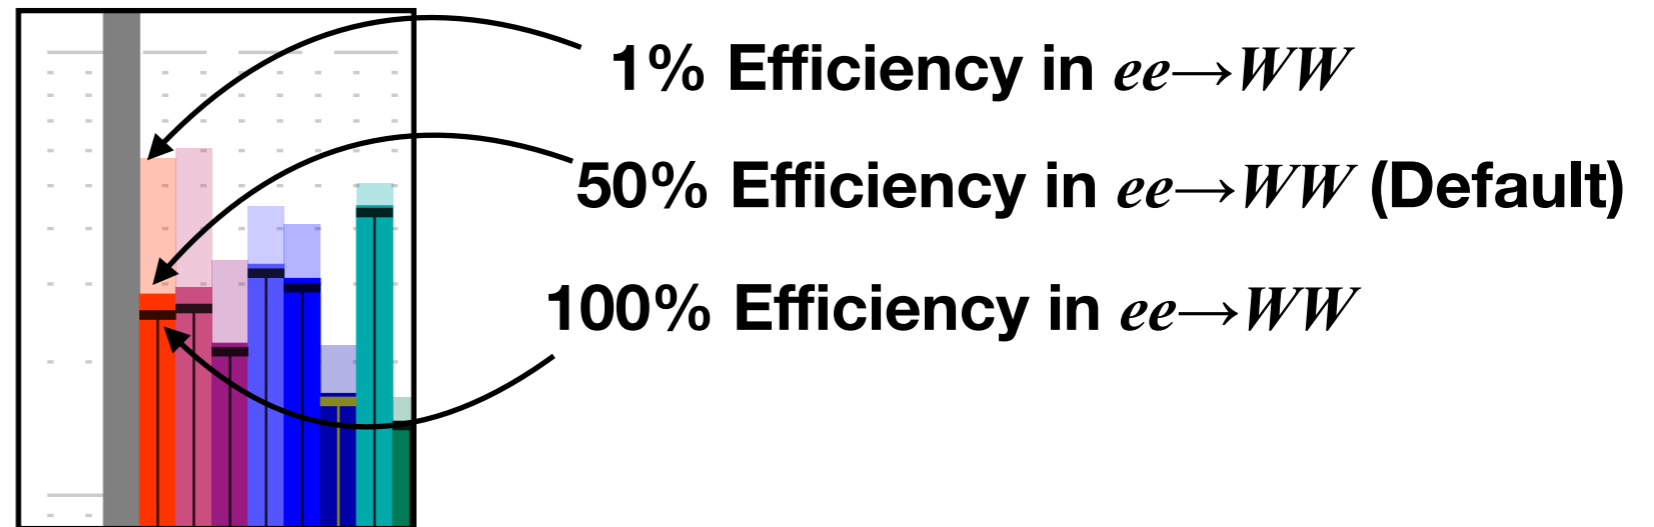 1% Efficiency in ee→WW
50% Efficiency in ee→WW (Default)
100% Efficiency in ee→WW